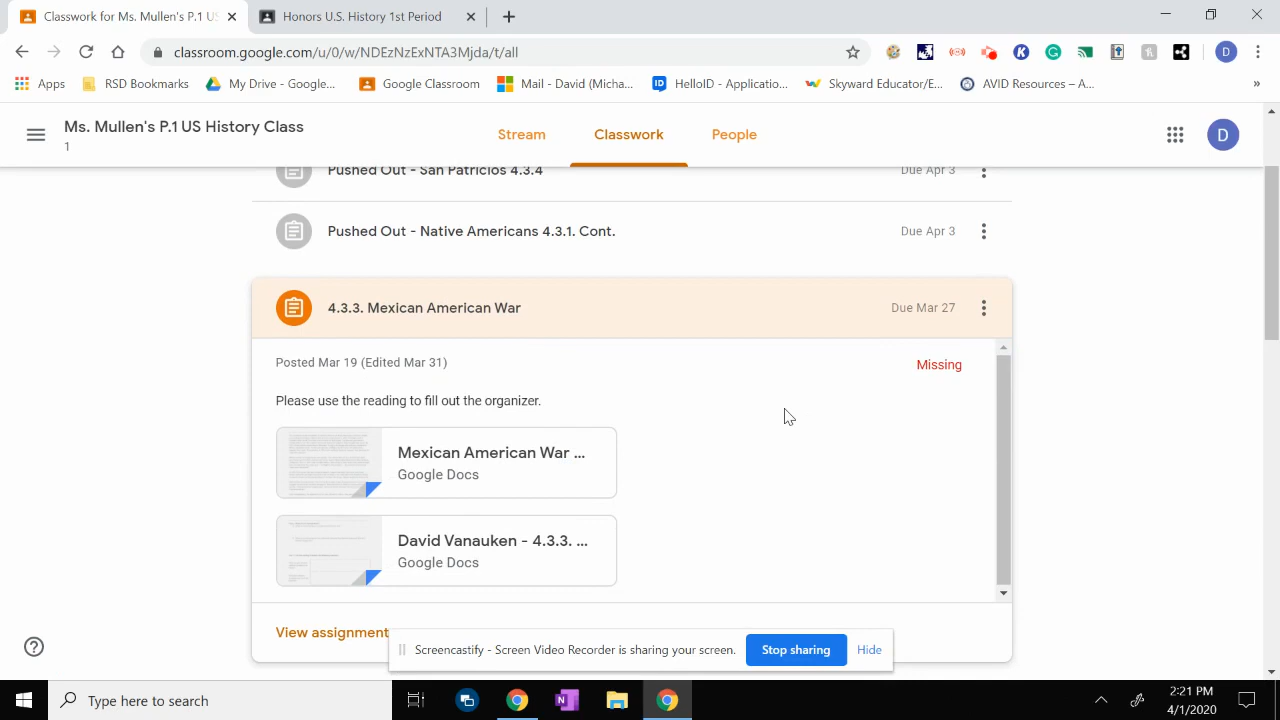 Classwork for Ms. Mullen's P.1 US
Honors U.S. History 1st Period
classroom.google.com/u/0/w/NDEzNzExNTA3Mjda/t/all
D
Apps
RSD Bookmarks
My Drive - Google...
Google Classroom
Mail - David (Micha...
HelloID - Applicatio...
Skyward Educator/E...
AVID Resources – A...
»
Ms. Mullen's P.1 US History Class
1
Stream
Classwork
People
D
Pushed Out - San Patricios 4.3.4
Due Apr 3
Pushed Out - Native Americans 4.3.1. Cont.
Due Apr 3
4.3.3. Mexican American War
Due Mar 27
Posted Mar 19 (Edited Mar 31)
Missing
Please use the reading to fill out the organizer.
Mexican American War ...
Google Docs
David Vanauken - 4.3.3. ...
Google Docs
View assignment
Screencastify - Screen Video Recorder is sharing your screen.
Stop sharing
Hide
Type here to search
2:21 PM
4/1/2020